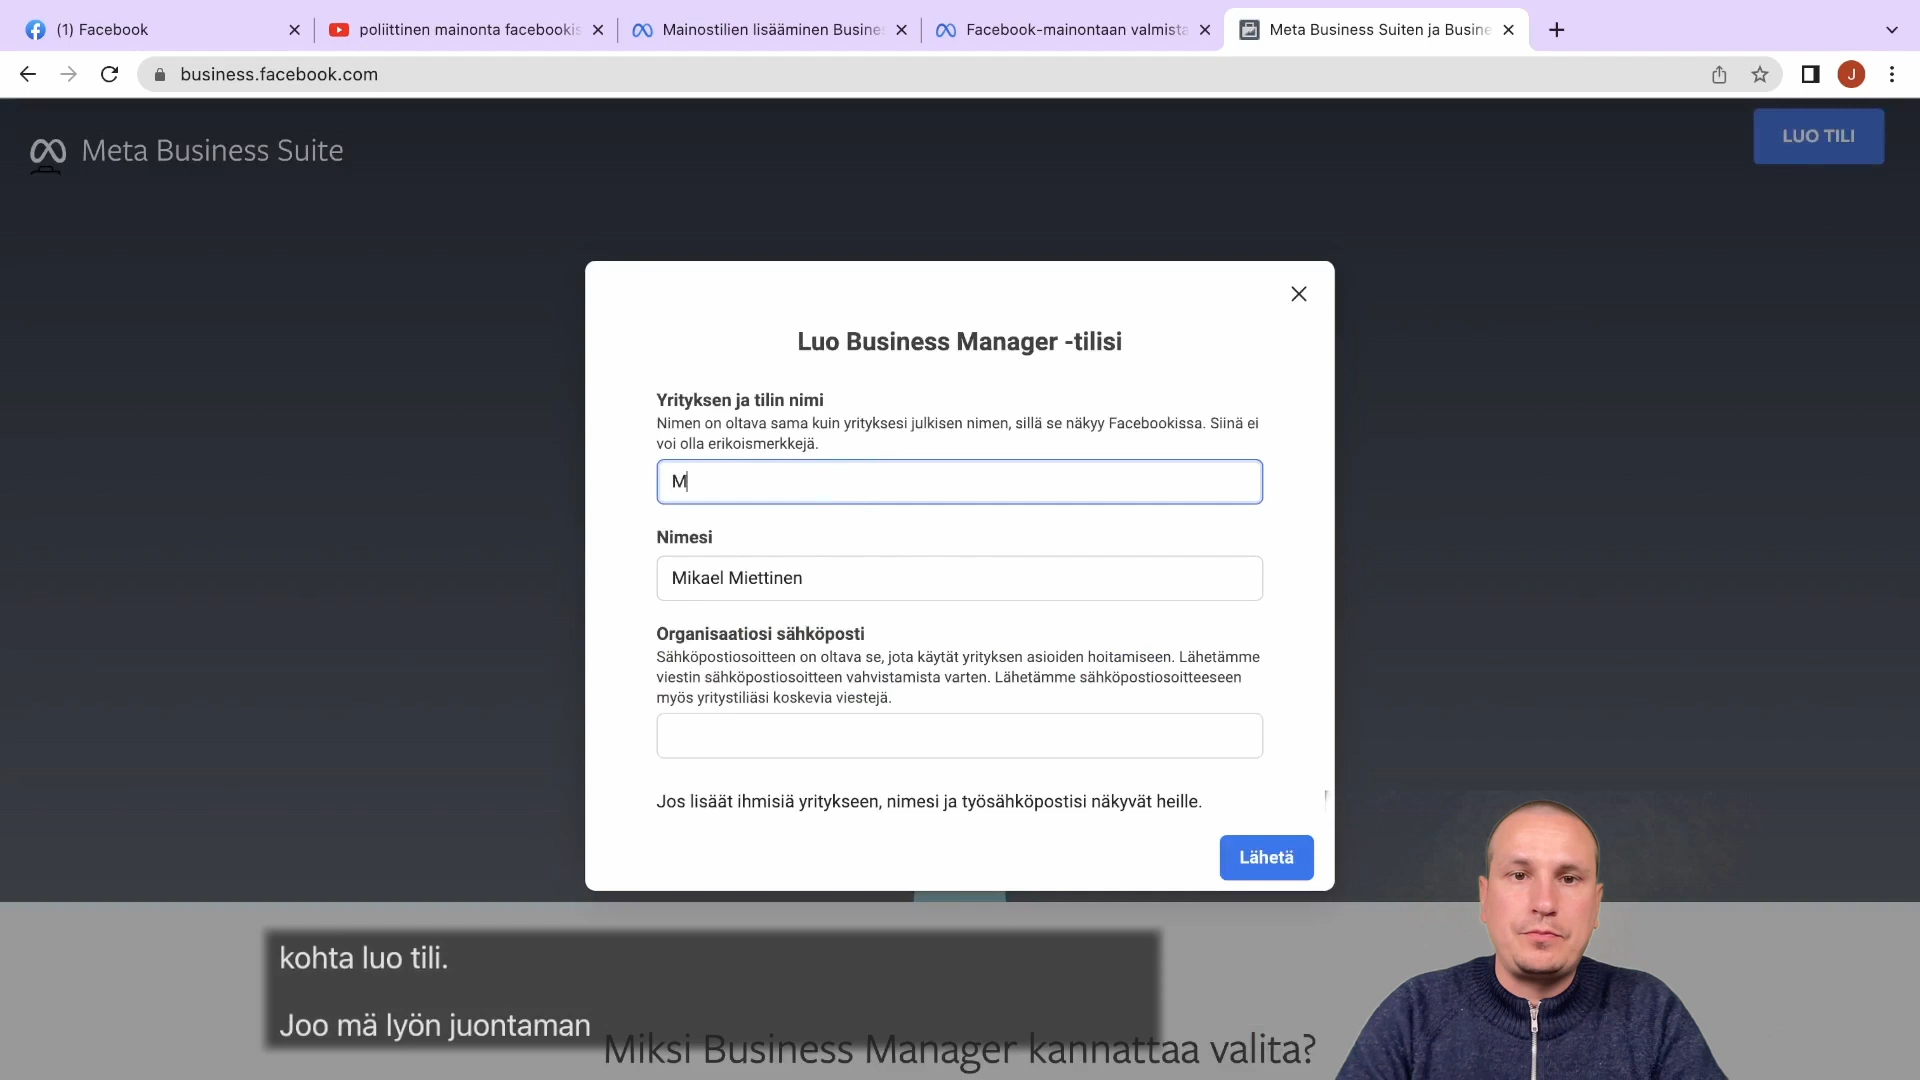 (1) Facebook
poliittinen mainonta facebookis
Mainostilien lisääminen Busine
Facebook-mainontaan valmista
Meta Business Suiten ja Busine
business.facebook.com
J
Meta Business Suite
LUO TILI
Luo Business Manager -tilisi
Yrityksen ja tilin nimi
Nimen on oltava sama kuin yrityksesi julkisen nimen, sillä se näkyy Facebookissa. Siinä ei
voi olla erikoismerkkejä.
M
Nimesi
Mikael Miettinen
Organisaatiosi sähköposti
Sähköpostiosoitteen on oltava se, jota käytät yrityksen asioiden hoitamiseen. Lähetämme
viestin sähköpostiosoitteen vahvistamista varten. Lähetämme sähköpostiosoitteeseen
myös yritystiliäsi koskevia viestejä.
Jos lisäät ihmisiä yritykseen, nimesi ja työsähköpostisi näkyvät heille.
Lähetä
kohta luo tili.
Joo mä lyön juontaman
Miksi Business Manager kannattaa valita?